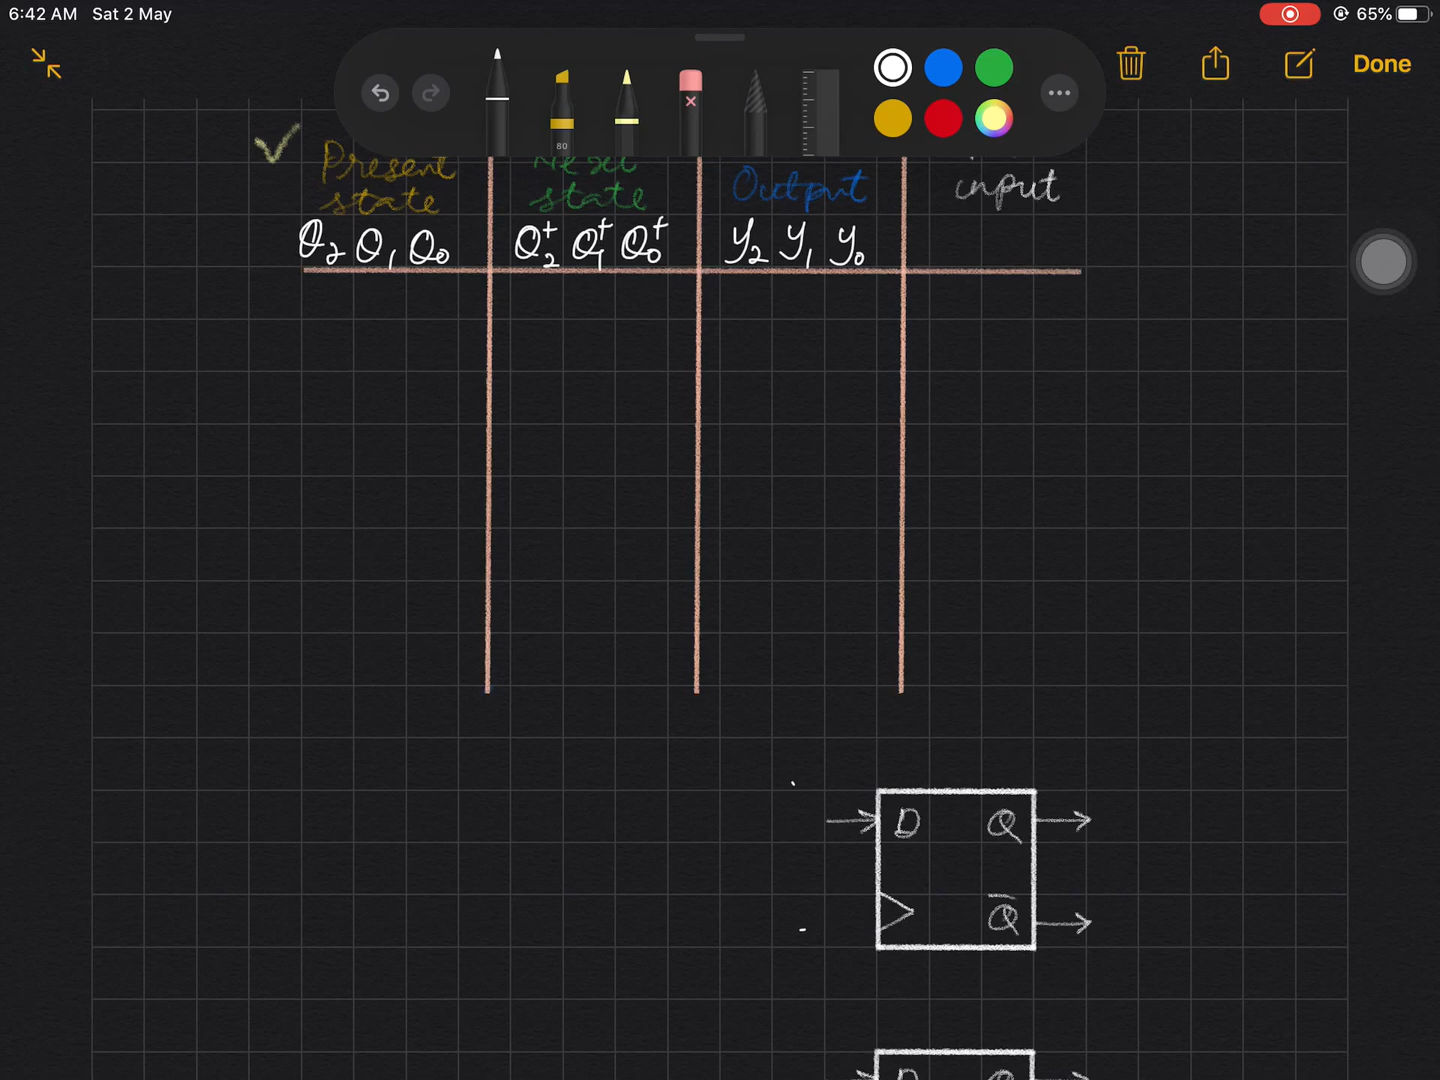 6:42 AM Sat 2 May
65%
Done
80
Present
state
Next
state
Output
input
Q₂ Q₁ Q₀
Q₂⁺ Q₁⁺ Q₀⁺
y₂ y₁ y₀
D Q
Q̅
D Q